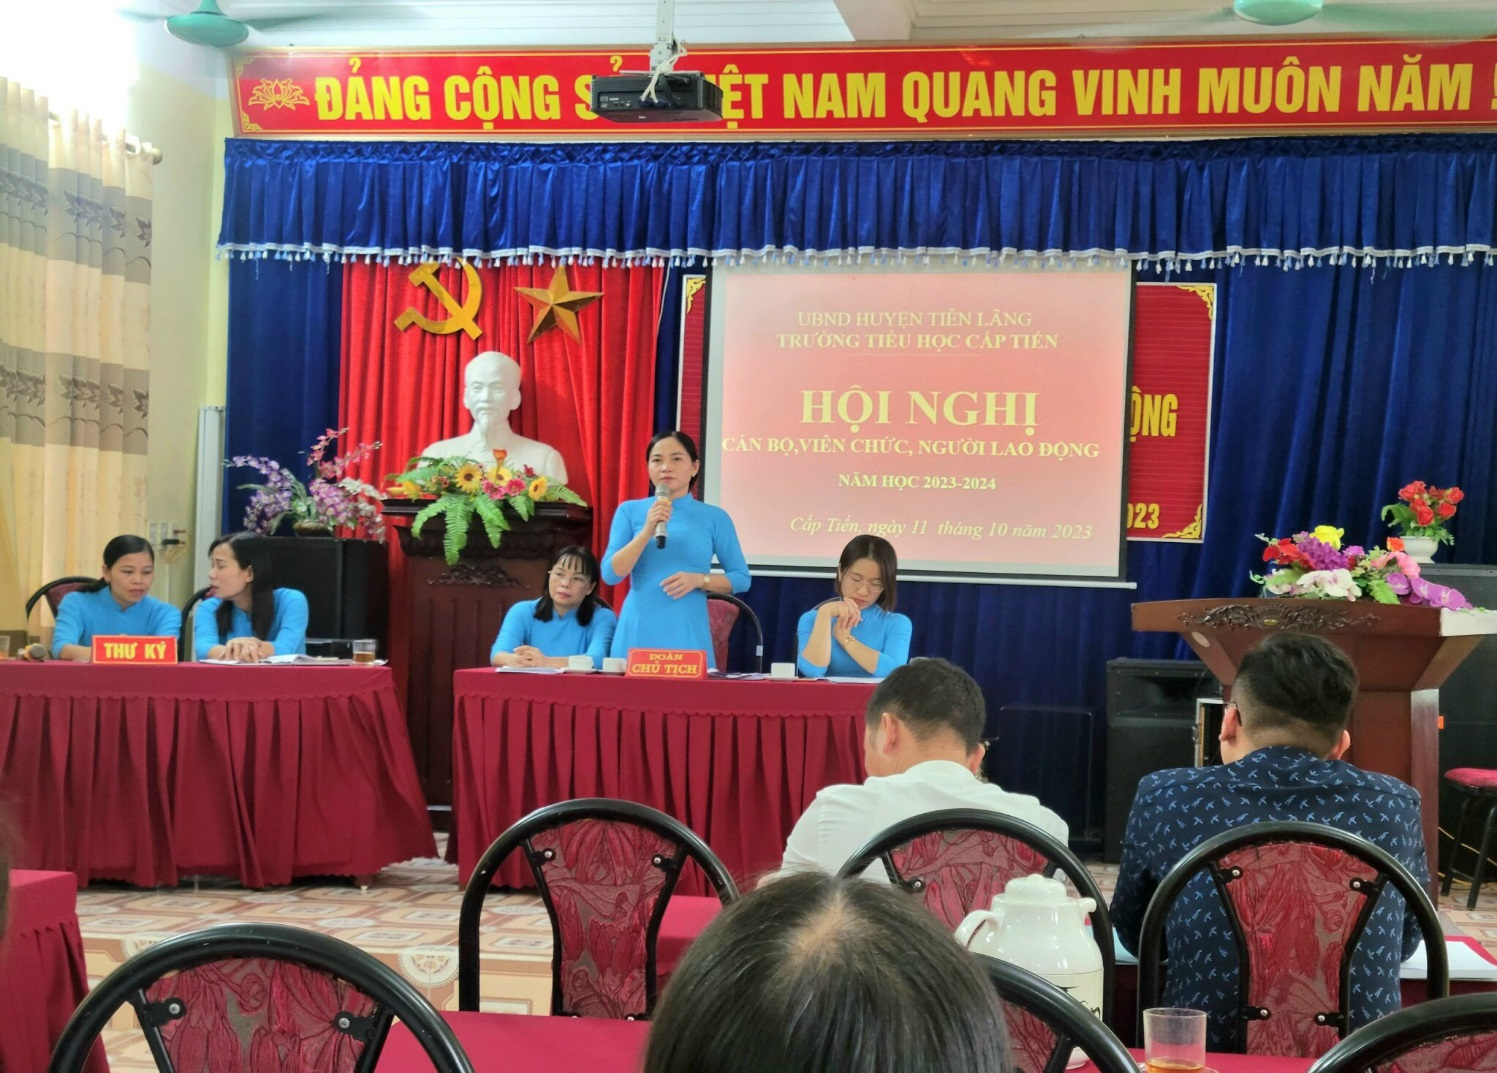 ĐẢNG CỘNG S VIỆT NAM QUANG VINH MUÔN NĂM !
UBND HUYỆN TIÊN LÃNG
TRƯỜNG TIỂU HỌC CẤP TIẾN
HỘI NGHỊ
CÁN BỘ,VIÊN CHỨC, NGƯỜI LAO ĐỘNG
NĂM HỌC 2023-2024
Cấp Tiến, ngày 11 tháng 10 năm 2023
ỘNG
023
THƯ KÝ
ĐOÀN
CHỦ TỊCH